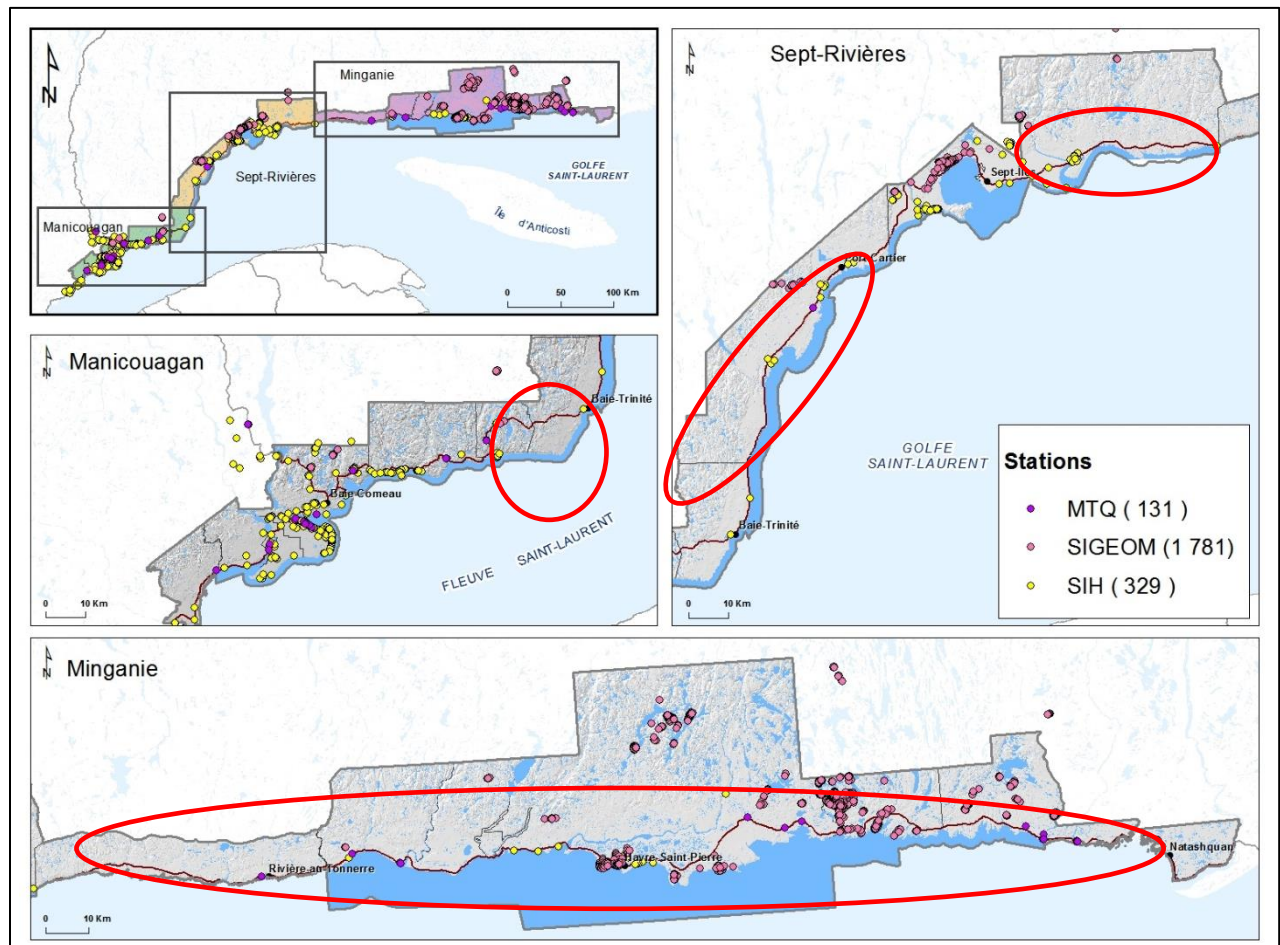 N
Minganie
Sept-Rivières
Manicouagan
GOLFE
SAINT-LAURENT
Île d'Anticosti
0 50 100 Km
Sept-Rivières
Sept-Iles
Port-Cartier
Baie-Trinité
GOLFE
SAINT-LAURENT
0 10 Km
Stations
MTQ ( 131 )
SIGEOM (1 781)
SIH ( 329 )
N
Manicouagan
Baie-Trinité
Baie-Comeau
FLEUVE SAINT-LAURENT
0 10 Km
N
Minganie
Rivière-au-Tonnerre
Havre-Saint-Pierre
Natashquan
0 10 Km